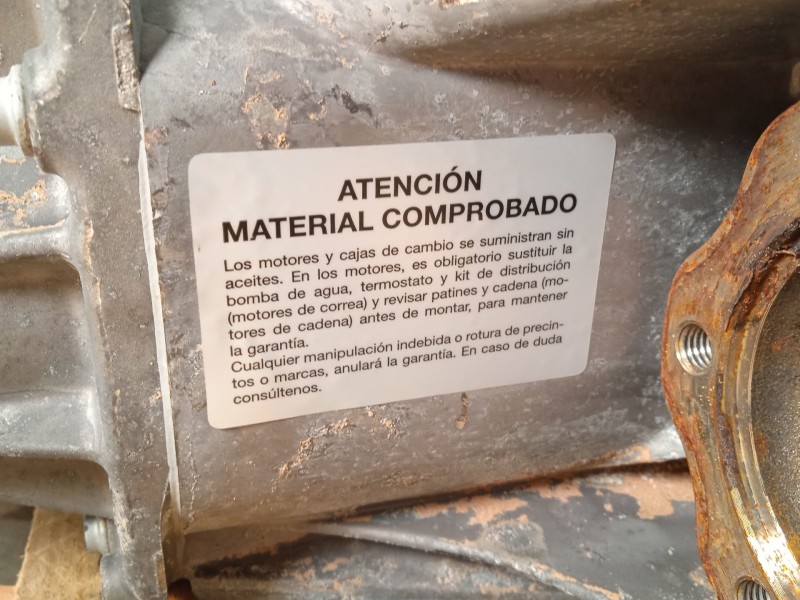 ATENCIÓN
MATERIAL COMPROBADO
Los motores y cajas de cambio se suministran sin
aceites. En los motores, es obligatorio sustituir la
bomba de agua, termostato y kit de distribución
(motores de correa) y revisar patines y cadena (mo-
tores de cadena) antes de montar, para mantener
la garantía.
Cualquier manipulación indebida o rotura de precin-
tos o marcas, anulará la garantía. En caso de duda
consúltenos.